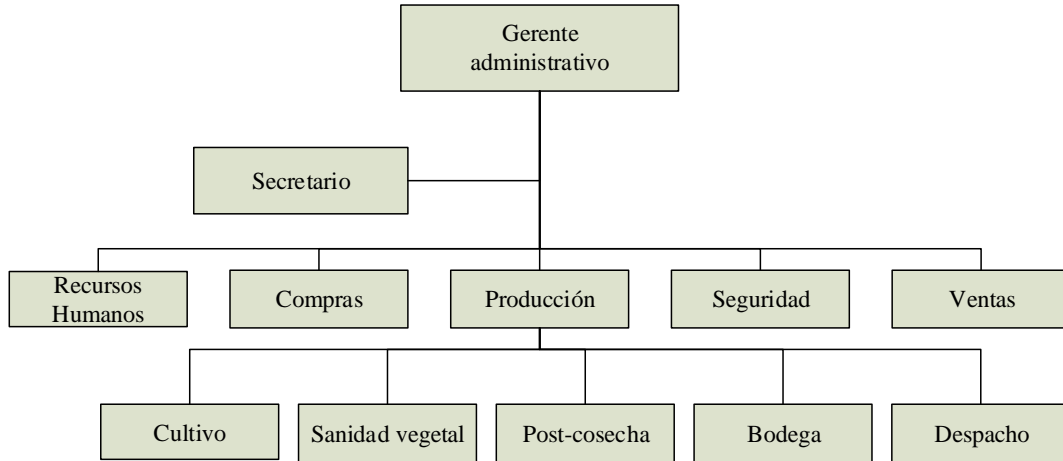 Gerente
administrativo
Secretario
Recursos
Humanos
Compras
Producción
Seguridad
Ventas
Cultivo
Sanidad vegetal
Post-cosecha
Bodega
Despacho